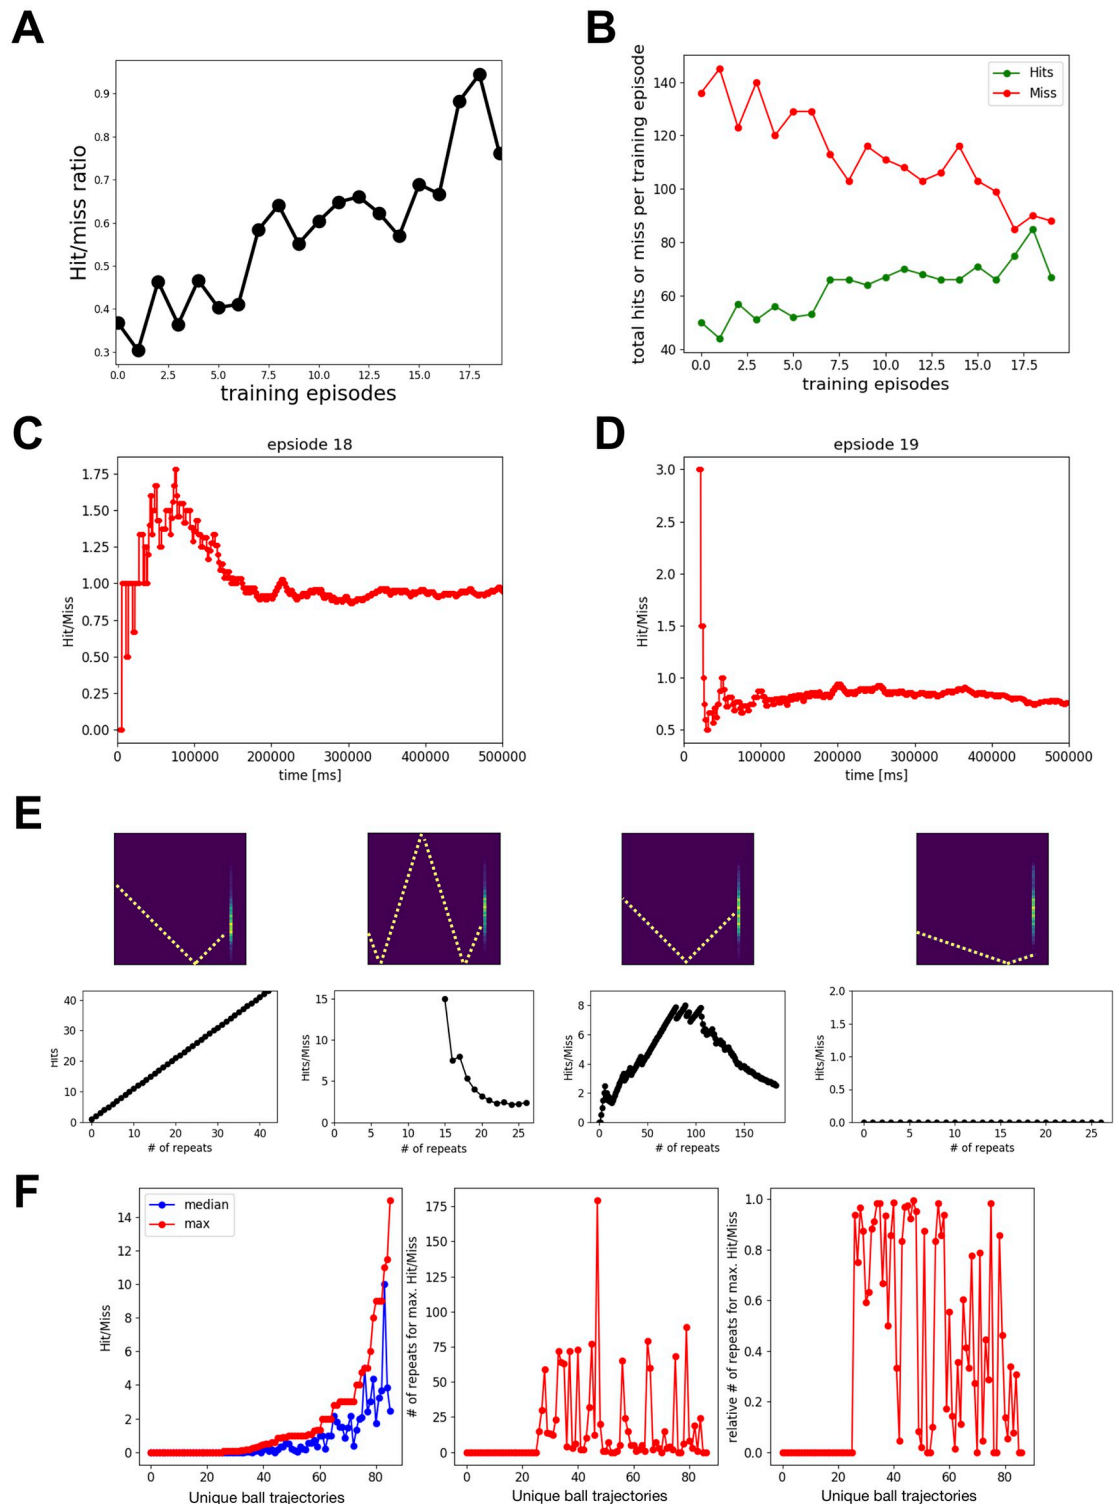 A
B
Hit/miss ratio
0.9
0.8
0.7
0.6
0.5
0.4
0.3
0.0 2.5 5.0 7.5 10.0 12.5 15.0 17.5
training episodes
total hits or miss per training episode
140
120
100
80
60
40
Hits
Miss
0.0 2.5 5.0 7.5 10.0 12.5 15.0 17.5
training episodes
C
D
epsiode 18
Hit/Miss
1.75
1.50
1.25
1.00
0.75
0.50
0.25
0.00
0 100000 200000 300000 400000 500000
time [ms]
epsiode 19
Hit/Miss
3.0
2.5
2.0
1.5
1.0
0.5
0 100000 200000 300000 400000 500000
time [ms]
E
Hits
40
30
20
10
0
0 10 20 30 40
# of repeats
Hits/Miss
15
10
5
0
0 5 10 15 20 25
# of repeats
Hits/Miss
8
6
4
2
0
0 50 100 150
# of repeats
Hits/Miss
2.0
1.5
1.0
0.5
0.0
0 5 10 15 20 25
# of repeats
F
Hit/Miss
14
12
10
8
6
4
2
0
median
max
0 20 40 60 80
Unique ball trajectories
# of repeats for max. Hit/Miss
175
150
125
100
75
50
25
0
0 20 40 60 80
Unique ball trajectories
relative # of repeats for max. Hit/Miss
1.0
0.8
0.6
0.4
0.2
0.0
0 20 40 60 80
Unique ball trajectories